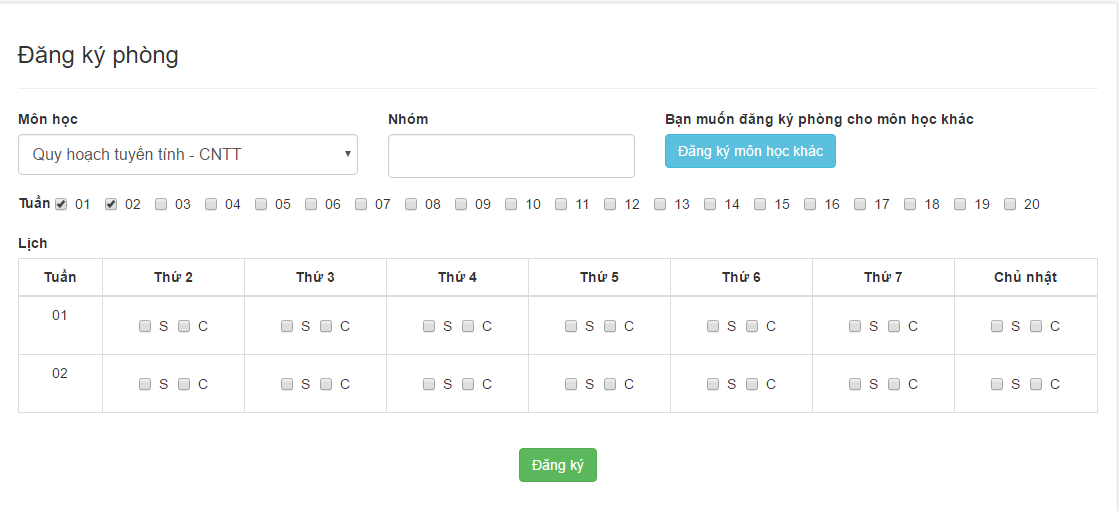 Đăng ký phòng
Môn học Nhóm Bạn muốn đăng ký phòng cho môn học khác
Quy hoạch tuyến tính - CNTT Đăng ký môn học khác
Tuần 01 02 03 04 05 06 07 08 09 10 11 12 13 14 15 16 17 18 19 20
Lịch
Tuần Thứ 2 Thứ 3 Thứ 4 Thứ 5 Thứ 6 Thứ 7 Chủ nhật
01 S C S C S C S C S C S C S C
02 S C S C S C S C S C S C S C
Đăng ký